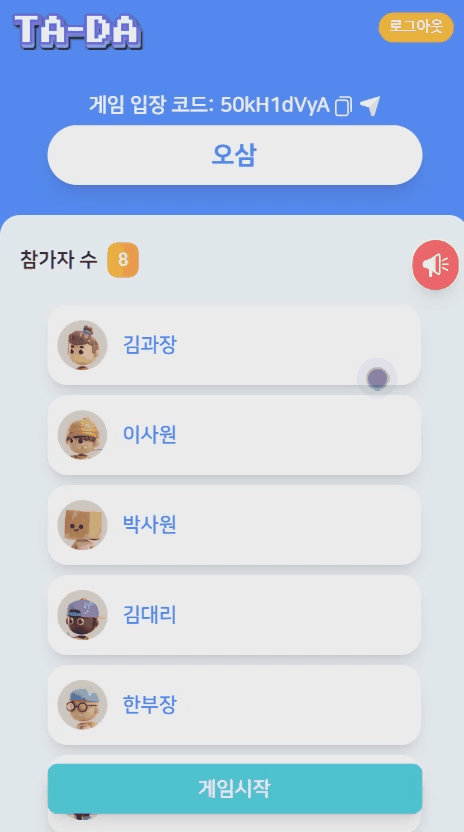 TA-DA
로그아웃
게임 입장 코드: 50kH1dVyA
오삼
참가자 수 8
김과장
이사원
박사원
김대리
한부장
게임시작